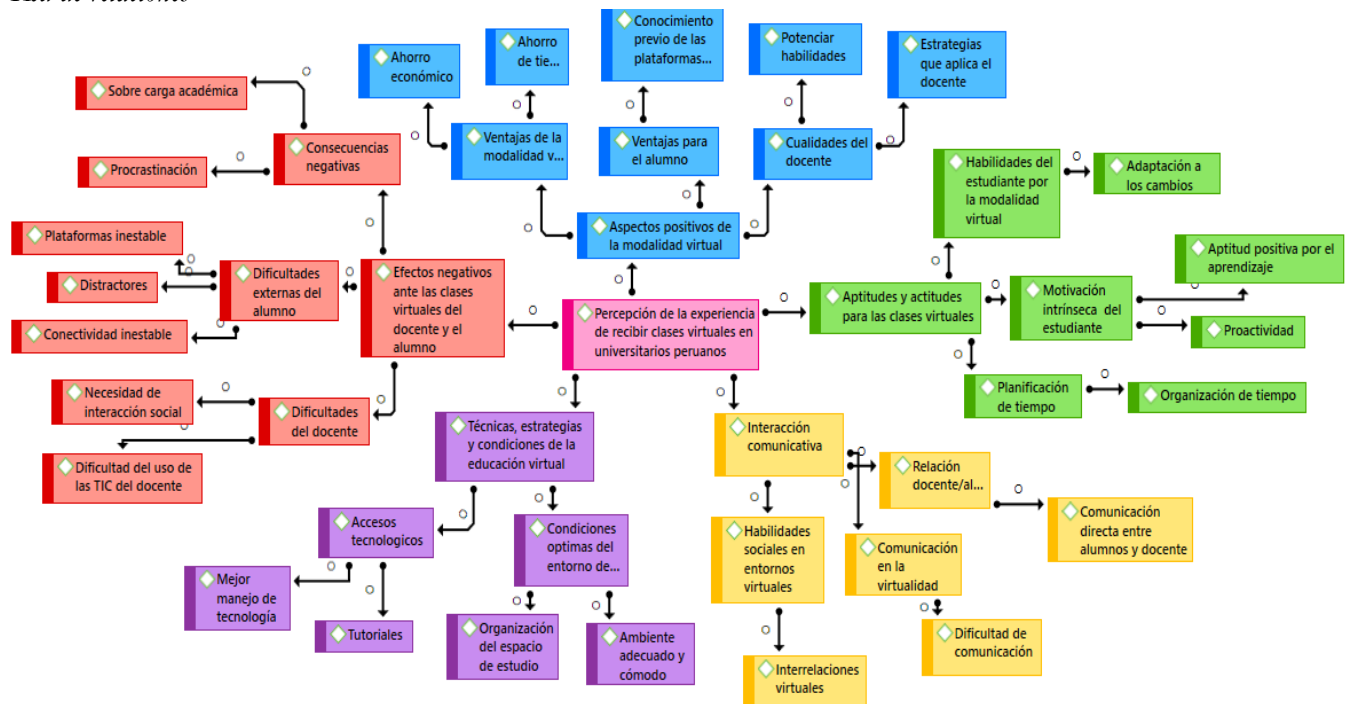 Ahorro
económico
Ahorro
de tie...
Conocimiento
previo de las
plataformas...
Potenciar
habilidades
Estrategias
que aplica el
docente
Sobre carga académica
Consecuencias
negativas
Ventajas de la
modalidad v...
Ventajas para
el alumno
Cualidades del
docente
Habilidades del
estudiante por
la modalidad
virtual
Adaptación a
los cambios
Procrastinación
Plataformas inestable
Aspectos positivos de
la modalidad virtual
Aptitud positiva por el
aprendizaje
Distractores
Dificultades
externas del
alumno
Efectos negativos
ante las clases
virtuales del
docente y el
alumno
Aptitudes y actitudes
para las clases virtuales
Motivación
intrínseca del
estudiante
Conectividad inestable
Percepción de la experiencia
de recibir clases virtuales en
universitarios peruanos
Proactividad
Necesidad de
interacción social
Dificultades
del docente
Planificación
de tiempo
Organización de tiempo
Técnicas, estrategias
y condiciones de la
educación virtual
Interacción
comunicativa
Dificultad del uso de
las TIC del docente
Relación
docente/al...
Accesos
tecnologicos
Condiciones
optimas del
entorno de...
Habilidades
sociales en
entornos
virtuales
Comunicación
en la
virtualidad
Comunicación
directa entre
alumnos y docente
Mejor
manejo de
tecnología
Tutoriales
Organización
del espacio
de estudio
Ambiente
adecuado y
cómodo
Dificultad de
comunicación
Interrelaciones
virtuales